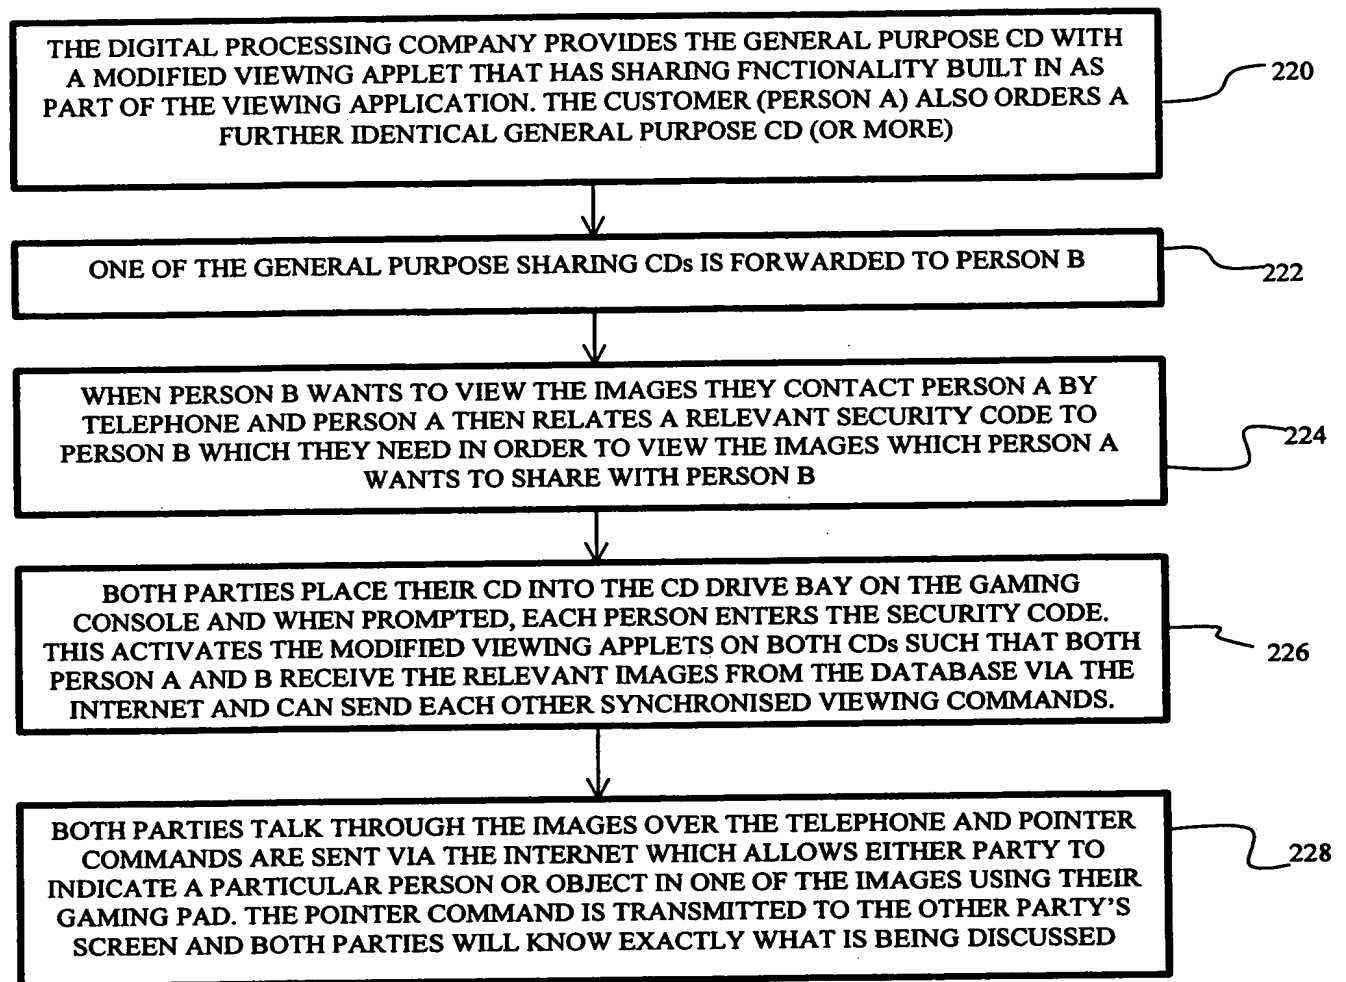 THE DIGITAL PROCESSING COMPANY PROVIDES THE GENERAL PURPOSE CD WITH
A MODIFIED VIEWING APPLET THAT HAS SHARING FNCTIONALITY BUILT IN AS
PART OF THE VIEWING APPLICATION. THE CUSTOMER (PERSON A) ALSO ORDERS A
FURTHER IDENTICAL GENERAL PURPOSE CD (OR MORE)
220
ONE OF THE GENERAL PURPOSE SHARING CDs IS FORWARDED TO PERSON B
222
WHEN PERSON B WANTS TO VIEW THE IMAGES THEY CONTACT PERSON A BY
TELEPHONE AND PERSON A THEN RELATES A RELEVANT SECURITY CODE TO
PERSON B WHICH THEY NEED IN ORDER TO VIEW THE IMAGES WHICH PERSON A
WANTS TO SHARE WITH PERSON B
224
BOTH PARTIES PLACE THEIR CD INTO THE CD DRIVE BAY ON THE GAMING
CONSOLE AND WHEN PROMPTED, EACH PERSON ENTERS THE SECURITY CODE.
THIS ACTIVATES THE MODIFIED VIEWING APPLETS ON BOTH CDs SUCH THAT BOTH
PERSON A AND B RECEIVE THE RELEVANT IMAGES FROM THE DATABASE VIA THE
INTERNET AND CAN SEND EACH OTHER SYNCHRONISED VIEWING COMMANDS.
226
BOTH PARTIES TALK THROUGH THE IMAGES OVER THE TELEPHONE AND POINTER
COMMANDS ARE SENT VIA THE INTERNET WHICH ALLOWS EITHER PARTY TO
INDICATE A PARTICULAR PERSON OR OBJECT IN ONE OF THE IMAGES USING THEIR
GAMING PAD. THE POINTER COMMAND IS TRANSMITTED TO THE OTHER PARTY'S
SCREEN AND BOTH PARTIES WILL KNOW EXACTLY WHAT IS BEING DISCUSSED
228